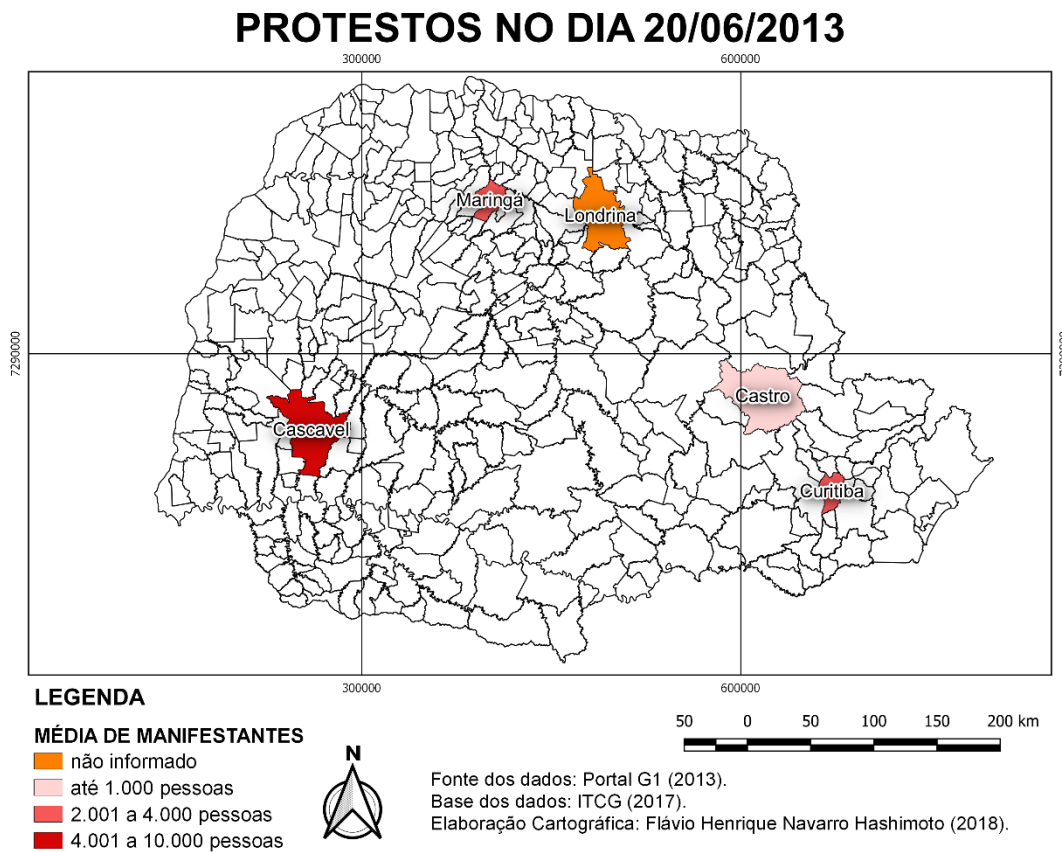 PROTESTOS NO DIA 20/06/2013
300000
600000
Maringá
Londrina
7290000
7290000
Castro
Cascavel
Curitiba
300000
600000
LEGENDA
MÉDIA DE MANIFESTANTES
não informado
até 1.000 pessoas
2.001 a 4.000 pessoas
4.001 a 10.000 pessoas
N
50 0 50 100 150 200 km
Fonte dos dados: Portal G1 (2013).
Base dos dados: ITCG (2017).
Elaboração Cartográfica: Flávio Henrique Navarro Hashimoto (2018).